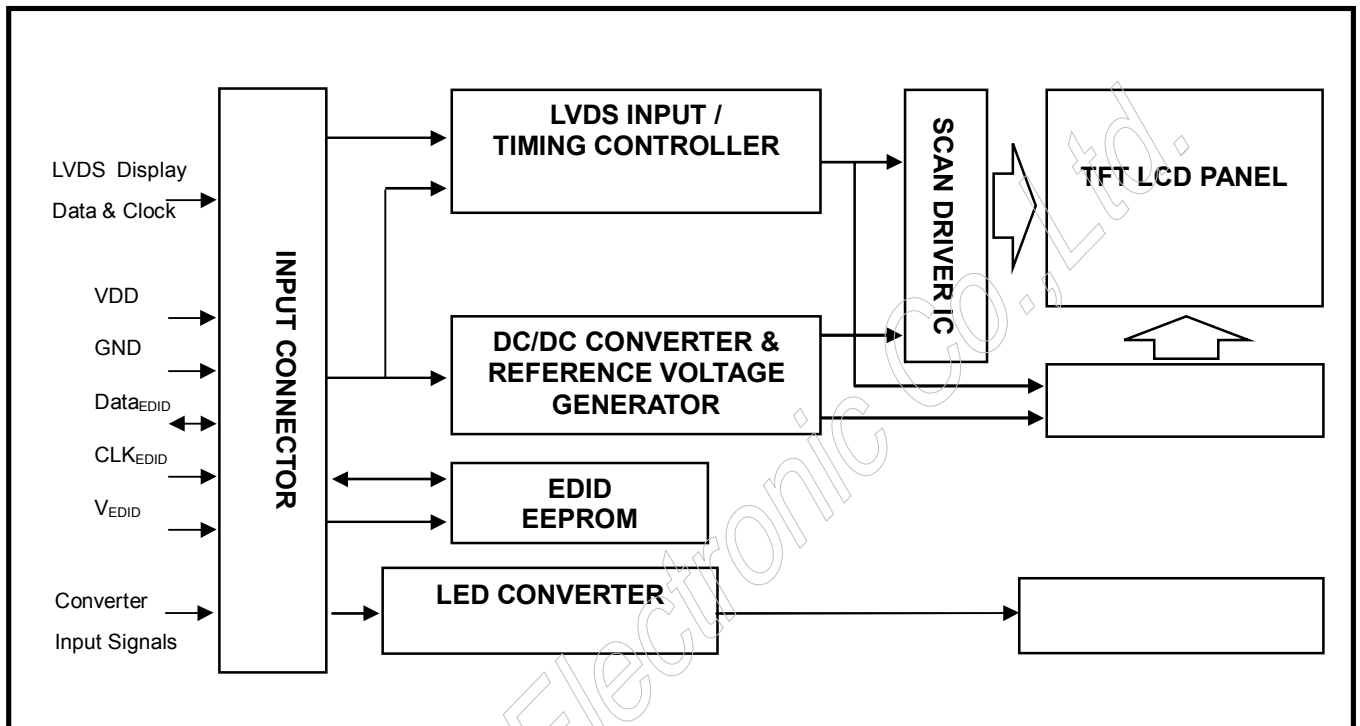 LVDS Display
Data & Clock
VDD
GND
DataEDID
CLKEDID
VEDID
Converter
Input Signals
INPUT CONNECTOR
LVDS INPUT /
TIMING CONTROLLER
DC/DC CONVERTER &
REFERENCE VOLTAGE
GENERATOR
EDID
EEPROM
LED CONVERTER
SCAN DRIVER IC
TFT LCD PANEL
Electronic Co.,Ltd.